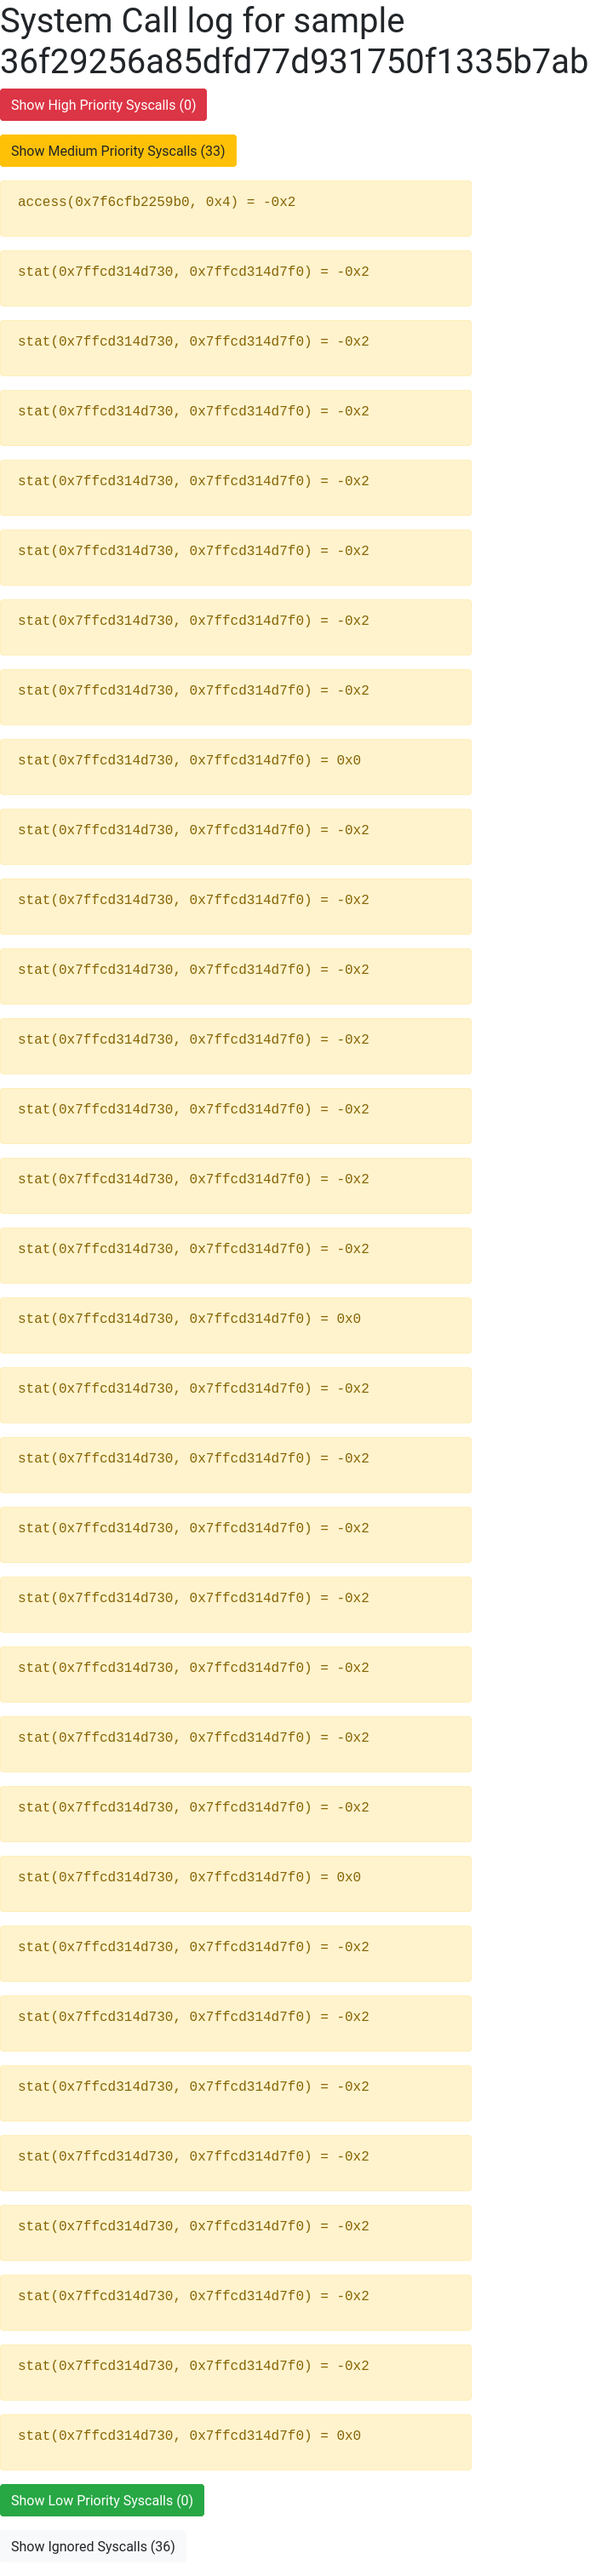 System Call log for sample
36f29256a85dfd77d931750f1335b7ab
Show High Priority Syscalls (0)
Show Medium Priority Syscalls (33)
access(0x7f6cfb2259b0, 0x4) = -0x2
stat(0x7ffcd314d730, 0x7ffcd314d7f0) = -0x2
stat(0x7ffcd314d730, 0x7ffcd314d7f0) = -0x2
stat(0x7ffcd314d730, 0x7ffcd314d7f0) = -0x2
stat(0x7ffcd314d730, 0x7ffcd314d7f0) = -0x2
stat(0x7ffcd314d730, 0x7ffcd314d7f0) = -0x2
stat(0x7ffcd314d730, 0x7ffcd314d7f0) = -0x2
stat(0x7ffcd314d730, 0x7ffcd314d7f0) = -0x2
stat(0x7ffcd314d730, 0x7ffcd314d7f0) = 0x0
stat(0x7ffcd314d730, 0x7ffcd314d7f0) = -0x2
stat(0x7ffcd314d730, 0x7ffcd314d7f0) = -0x2
stat(0x7ffcd314d730, 0x7ffcd314d7f0) = -0x2
stat(0x7ffcd314d730, 0x7ffcd314d7f0) = -0x2
stat(0x7ffcd314d730, 0x7ffcd314d7f0) = -0x2
stat(0x7ffcd314d730, 0x7ffcd314d7f0) = -0x2
stat(0x7ffcd314d730, 0x7ffcd314d7f0) = -0x2
stat(0x7ffcd314d730, 0x7ffcd314d7f0) = 0x0
stat(0x7ffcd314d730, 0x7ffcd314d7f0) = -0x2
stat(0x7ffcd314d730, 0x7ffcd314d7f0) = -0x2
stat(0x7ffcd314d730, 0x7ffcd314d7f0) = -0x2
stat(0x7ffcd314d730, 0x7ffcd314d7f0) = -0x2
stat(0x7ffcd314d730, 0x7ffcd314d7f0) = -0x2
stat(0x7ffcd314d730, 0x7ffcd314d7f0) = -0x2
stat(0x7ffcd314d730, 0x7ffcd314d7f0) = -0x2
stat(0x7ffcd314d730, 0x7ffcd314d7f0) = 0x0
stat(0x7ffcd314d730, 0x7ffcd314d7f0) = -0x2
stat(0x7ffcd314d730, 0x7ffcd314d7f0) = -0x2
stat(0x7ffcd314d730, 0x7ffcd314d7f0) = -0x2
stat(0x7ffcd314d730, 0x7ffcd314d7f0) = -0x2
stat(0x7ffcd314d730, 0x7ffcd314d7f0) = -0x2
stat(0x7ffcd314d730, 0x7ffcd314d7f0) = -0x2
stat(0x7ffcd314d730, 0x7ffcd314d7f0) = -0x2
stat(0x7ffcd314d730, 0x7ffcd314d7f0) = 0x0
Show Low Priority Syscalls (0)
Show Ignored Syscalls (36)